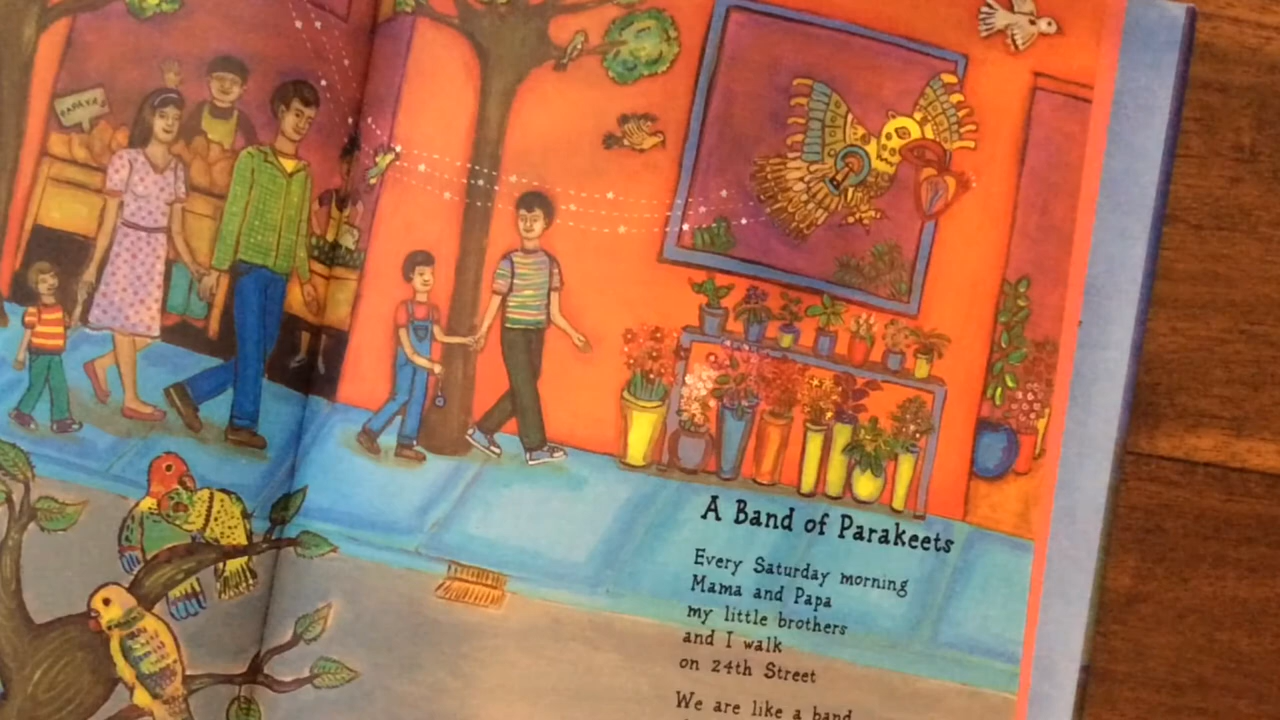 PAPAYAS
A Band of Parakeets
Every Saturday morning
Mama and Papa
my little brothers
and I walk
on 24th Street
We are like a band